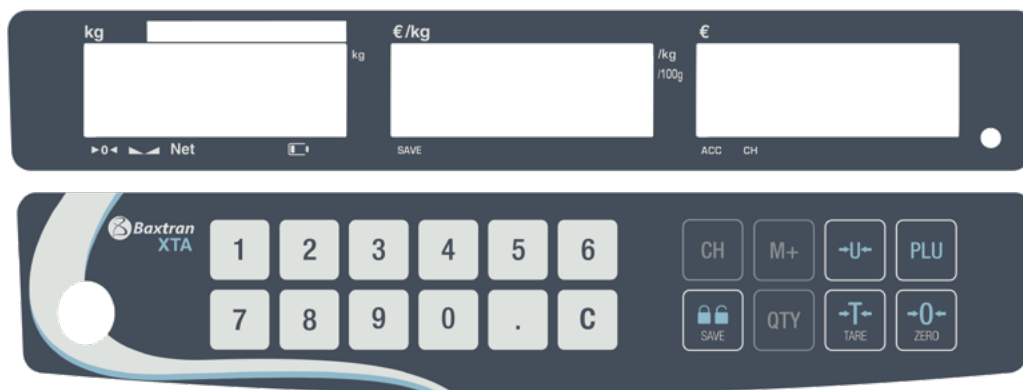 kg €/kg €
kg /kg
/100g
▸0◂ Net SAVE ACC CH
Baxtran
XTA
1 2 3 4 5 6 CH M+ →U← PLU
7 8 9 0 . C SAVE QTY →T← TARE →0← ZERO